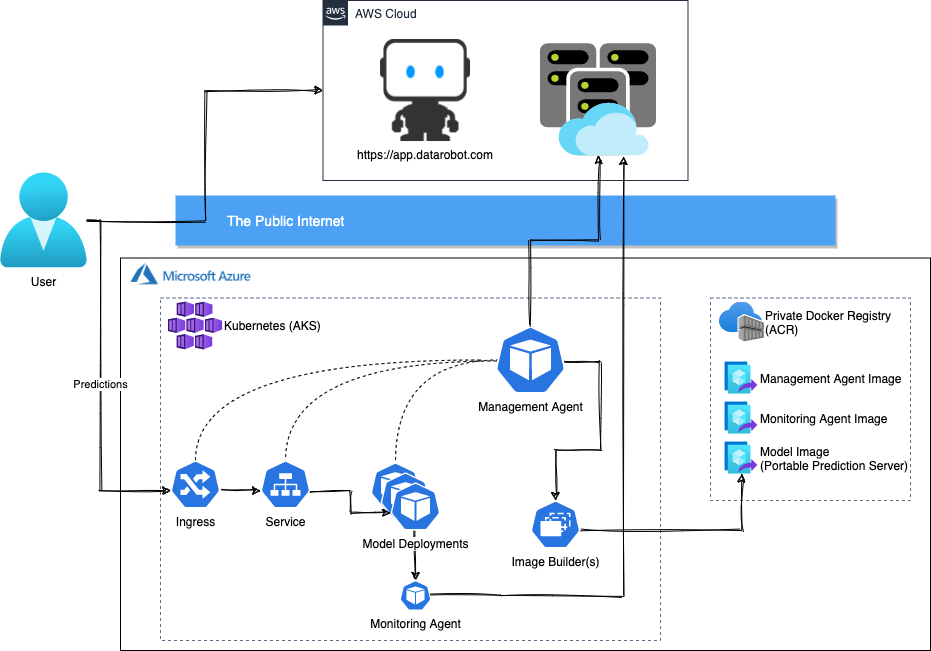 aws
AWS Cloud
https://app.datarobot.com
The Public Internet
User
Microsoft Azure
Kubernetes (AKS)
Private Docker Registry
(ACR)
Management Agent Image
Monitoring Agent Image
Model Image
(Portable Prediction Server)
Predictions
Management Agent
Ingress
Service
Model Deployments
Image Builder(s)
Monitoring Agent